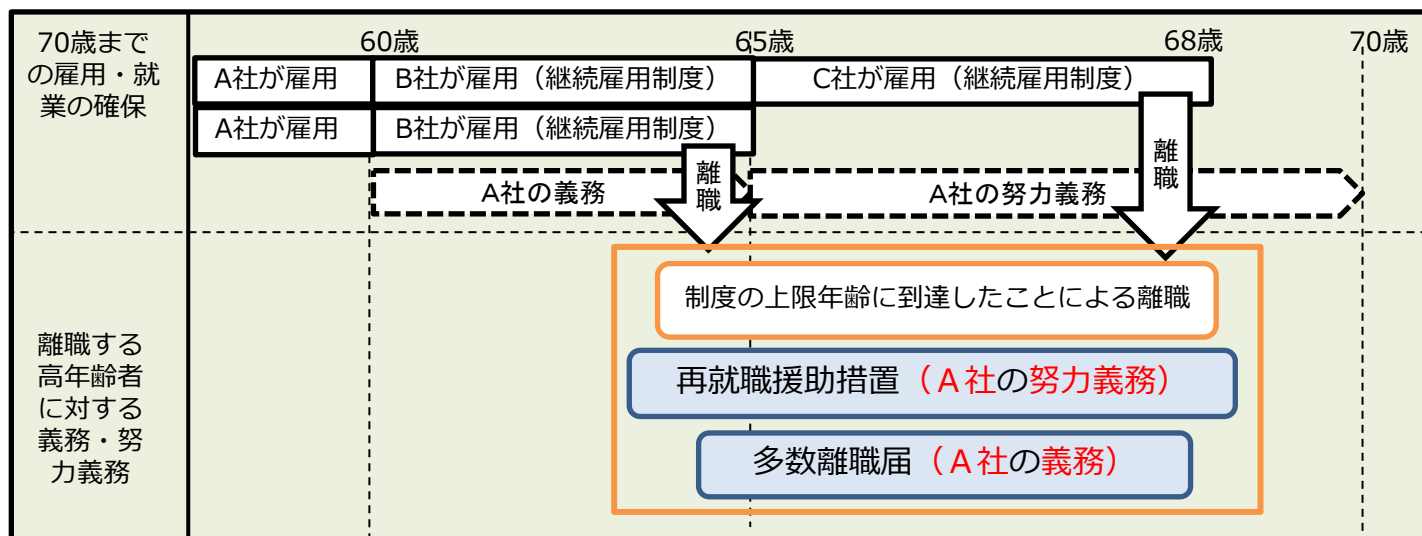 70歳まで
の雇用・就
業の確保
60歳
65歳
68歳
70歳
A社が雇用
B社が雇用（継続雇用制度）
C社が雇用（継続雇用制度）
A社が雇用
B社が雇用（継続雇用制度）
離職
離職
A社の義務
A社の努力義務
離職する
高年齢者
に対する
義務・努
力義務
制度の上限年齢に到達したことによる離職
再就職援助措置（Ａ社の努力義務）
多数離職届（Ａ社の義務）